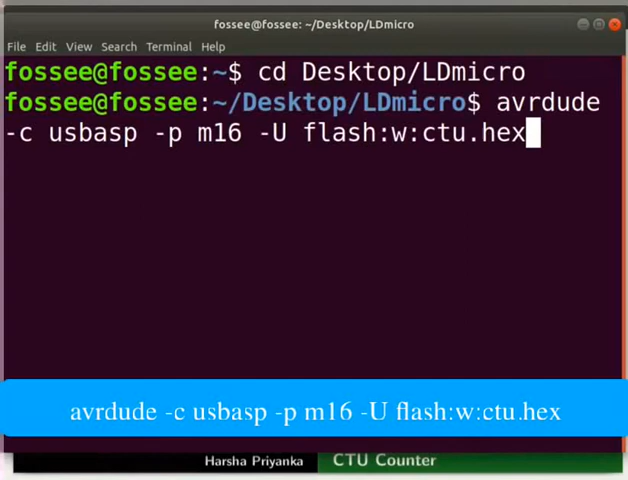 fossee@fossee: ~/Desktop/LDmicro
File Edit View Search Terminal Help
fossee@fossee:~$ cd Desktop/LDmicro
fossee@fossee:~/Desktop/LDmicro$ avrdude
-c usbasp -p m16 -U flash:w:ctu.hex
avrdude -c usbasp -p m16 -U flash:w:ctu.hex
Harsha Priyanka CTU Counter